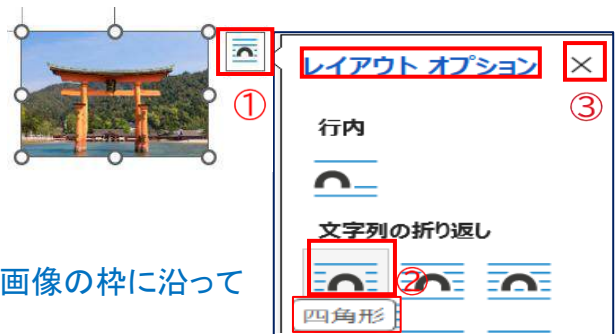 ①
レイアウト オプション
③
行内
文字列の折り返し
画像の枠に沿って
②
四角形